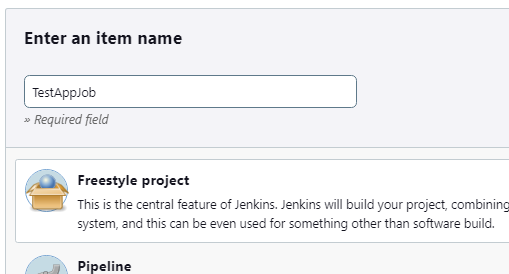 Enter an item name
TestAppJob
» Required field
Freestyle project
This is the central feature of Jenkins. Jenkins will build your project, combining
system, and this can be even used for something other than software build.
Pipeline